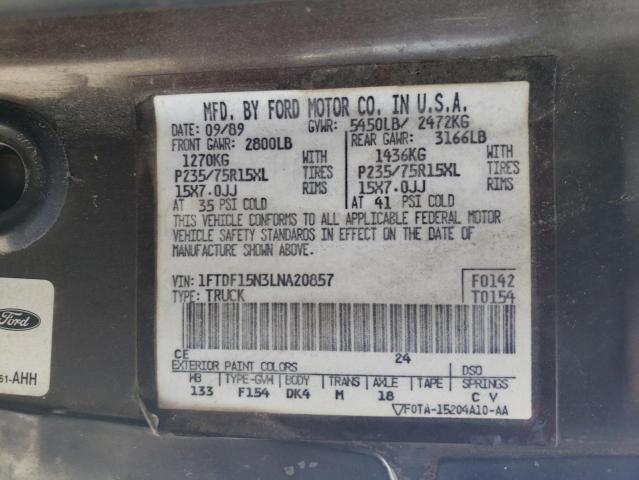 MFD. BY FORD MOTOR CO. IN U.S.A.
DATE: 09/89 GVWR: 5450LB/ 2472KG
FRONT GAWR: 2800LB REAR GAWR: 3166LB
1270KG WITH 1436KG WITH
P235/75R15XL TIRES P235/75R15XL TIRES
15X7.0JJ RIMS 15X7.0JJ RIMS
AT 35 PSI COLD AT 41 PSI COLD
THIS VEHICLE CONFORMS TO ALL APPLICABLE FEDERAL MOTOR
VEHICLE SAFETY STANDARDS IN EFFECT ON THE DATE OF
MANUFACTURE SHOWN ABOVE.
VIN: 1FTDF15N3LNA20857 F0142
TYPE: TRUCK T0154
CE 24
EXTERIOR PAINT COLORS DSO
WB TYPE-GVW BODY TRANS AXLE TAPE SPRINGS
133 F154 DK4 M 18 C V
F0TA-15204A10-AA
Ford
51-AHH